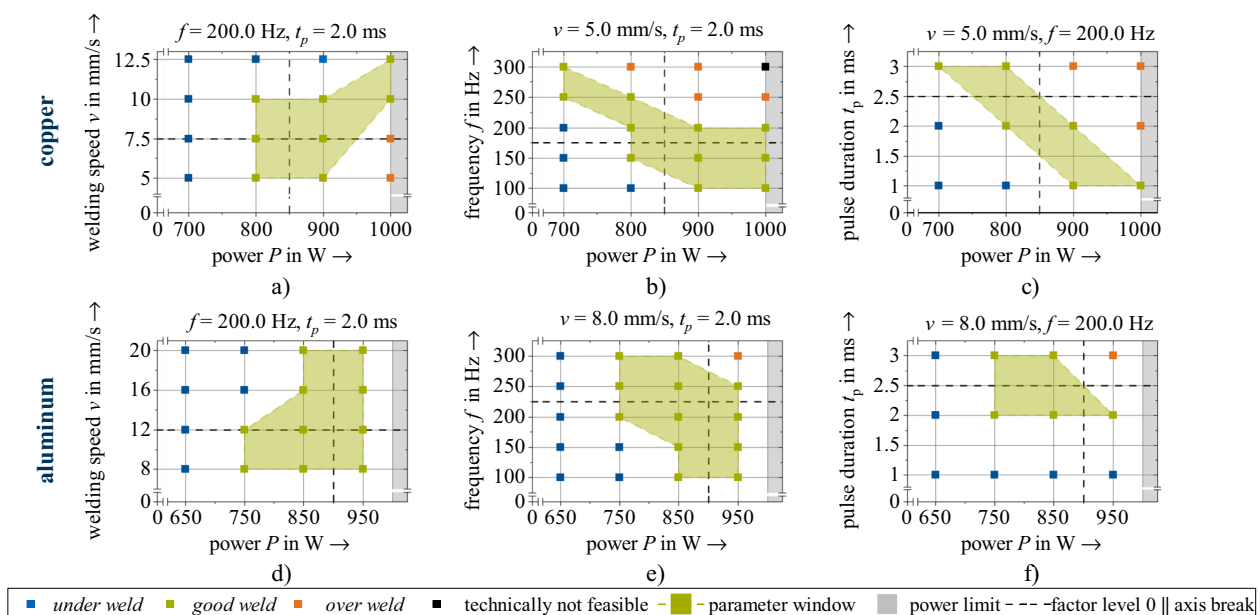 copper
f = 200.0 Hz, tp = 2.0 ms
welding speed v in mm/s →
12.5
10
7.5
5
0
0 700 800 900 1000
power P in W →
a)
v = 5.0 mm/s, tp = 2.0 ms
frequency f in Hz →
300
250
200
150
100
0
0 700 800 900 1000
power P in W →
b)
v = 5.0 mm/s, f = 200.0 Hz
pulse duration tp in ms →
3
2.5
2
1.5
1
0
0 700 800 900 1000
power P in W →
c)
aluminum
f = 200.0 Hz, tp = 2.0 ms
welding speed v in mm/s →
20
16
12
8
0
0 650 750 850 950
power P in W →
d)
v = 8.0 mm/s, tp = 2.0 ms
frequency f in Hz →
300
250
200
150
100
0
0 650 750 850 950
power P in W →
e)
v = 8.0 mm/s, f = 200.0 Hz
pulse duration tp in ms →
3
2.5
2
1.5
1
0
0 650 750 850 950
power P in W →
f)
under weld good weld over weld technically not feasible parameter window power limit factor level 0 || axis break